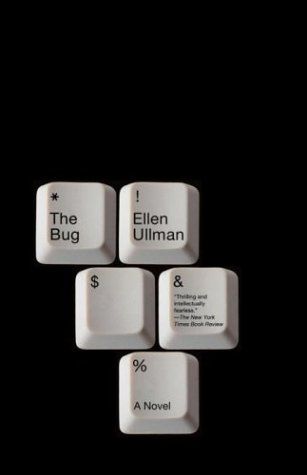 *
The
Bug
!
Ellen
Ullman
$
&
"Thrilling and
intellectually
fearless."
—The New York
Times Book Review
%
A Novel